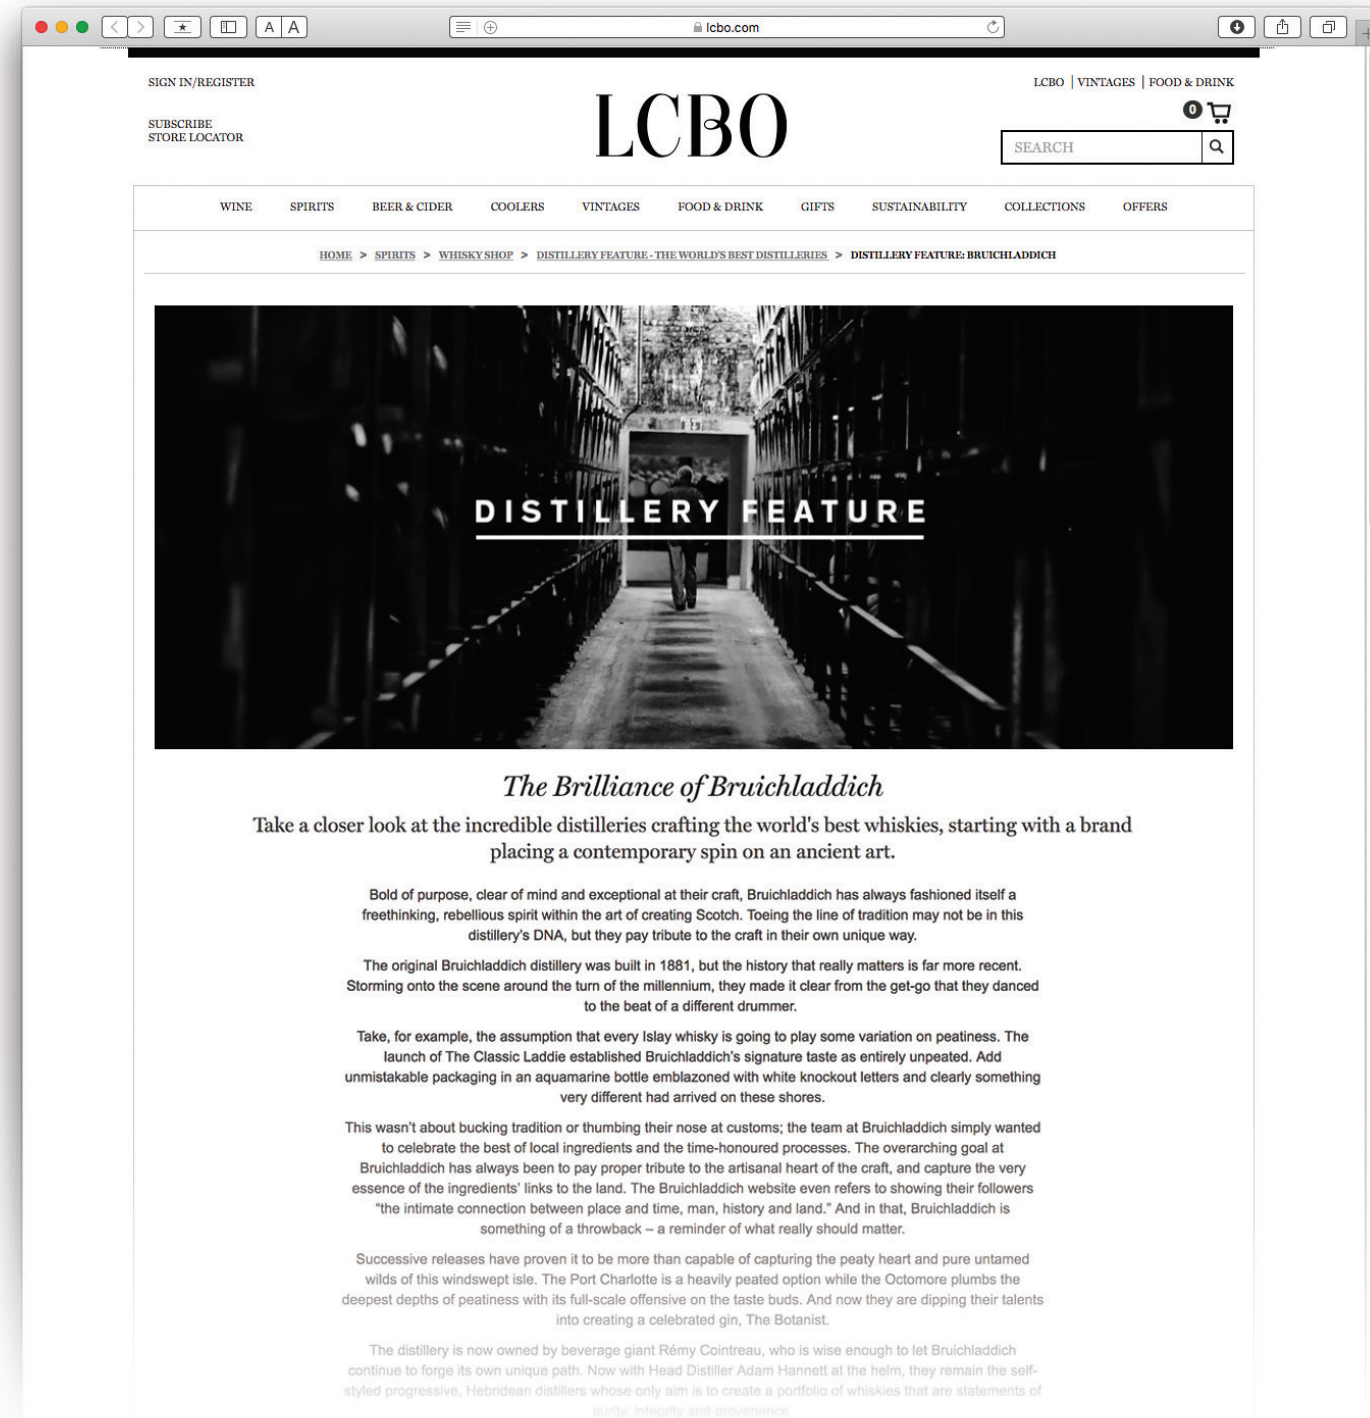 A A
lcbo.com
SIGN IN/REGISTER
LCBO | VINTAGES | FOOD & DRINK
SUBSCRIBE
STORE LOCATOR
LCBO
0
SEARCH
WINE SPIRITS BEER & CIDER COOLERS VINTAGES FOOD & DRINK GIFTS SUSTAINABILITY COLLECTIONS OFFERS
HOME > SPIRITS > WHISKY SHOP > DISTILLERY FEATURE - THE WORLD'S BEST DISTILLERIES > DISTILLERY FEATURE: BRUICHLADDICH
DISTILLERY FEATURE
The Brilliance of Bruichladdich
Take a closer look at the incredible distilleries crafting the world's best whiskies, starting with a brand
placing a contemporary spin on an ancient art.
Bold of purpose, clear of mind and exceptional at their craft, Bruichladdich has always fashioned itself a
freethinking, rebellious spirit within the art of creating Scotch. Toeing the line of tradition may not be in this
distillery's DNA, but they pay tribute to the craft in their own unique way.
The original Bruichladdich distillery was built in 1881, but the history that really matters is far more recent.
Storming onto the scene around the turn of the millennium, they made it clear from the get-go that they danced
to the beat of a different drummer.
Take, for example, the assumption that every Islay whisky is going to play some variation on peatiness. The
launch of The Classic Laddie established Bruichladdich's signature taste as entirely unpeated. Add
unmistakable packaging in an aquamarine bottle emblazoned with white knockout letters and clearly something
very different had arrived on these shores.
This wasn't about bucking tradition or thumbing their nose at customs; the team at Bruichladdich simply wanted
to celebrate the best of local ingredients and the time-honoured processes. The overarching goal at
Bruichladdich has always been to pay proper tribute to the artisanal heart of the craft, and capture the very
essence of the ingredients' links to the land. The Bruichladdich website even refers to showing their followers
“the intimate connection between place and time, man, history and land.” And in that, Bruichladdich is
something of a throwback – a reminder of what really should matter.
Successive releases have proven it to be more than capable of capturing the peaty heart and pure untamed
wilds of this windswept isle. The Port Charlotte is a heavily peated option while the Octomore plumbs the
deepest depths of peatiness with its full-scale offensive on the taste buds. And now they are dipping their talents
into creating a celebrated gin, The Botanist.
The distillery is now owned by beverage giant Rémy Cointreau, who is wise enough to let Bruichladdich
continue to forge its own unique path. Now with Head Distiller Adam Hannett at the helm, they remain the self-
styled progressive, Hebridean distillers whose only aim is to create a portfolio of whiskies that are statements of
purity, integrity and provenance